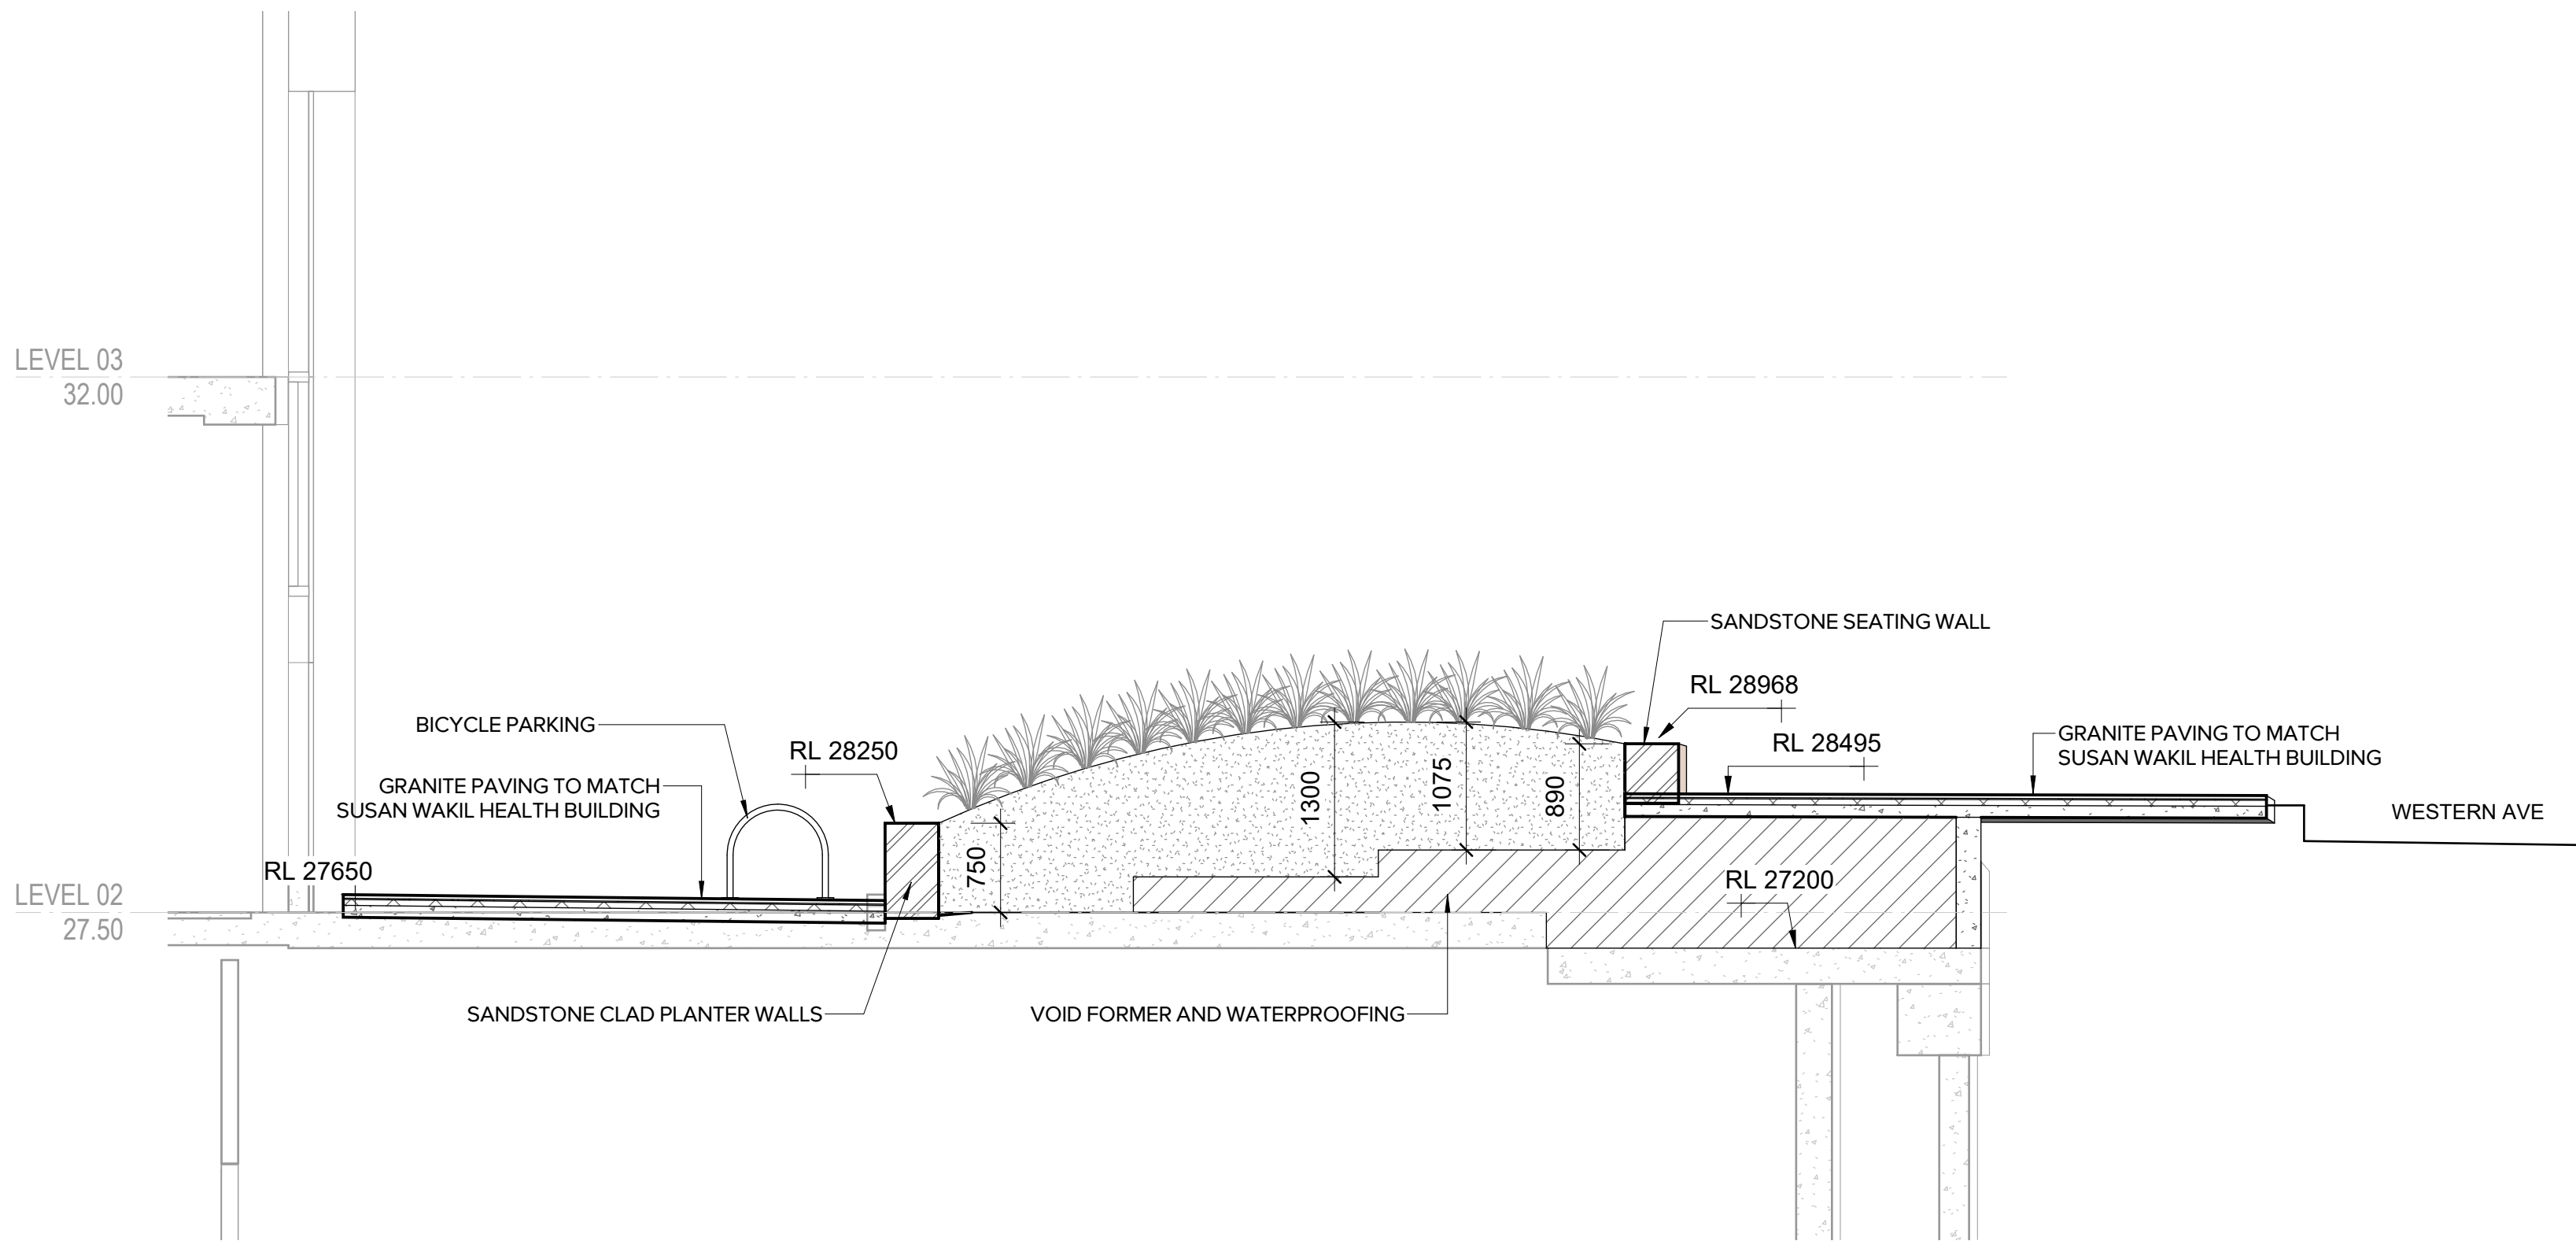 LEVEL 03
32.00
SANDSTONE SEATING WALL
RL 28968
BICYCLE PARKING
RL 28250
RL 28495
GRANITE PAVING TO MATCH
SUSAN WAKIL HEALTH BUILDING
GRANITE PAVING TO MATCH
SUSAN WAKIL HEALTH BUILDING
1300
1075
890
WESTERN AVE
750
RL 27650
RL 27200
LEVEL 02
27.50
SANDSTONE CLAD PLANTER WALLS
VOID FORMER AND WATERPROOFING